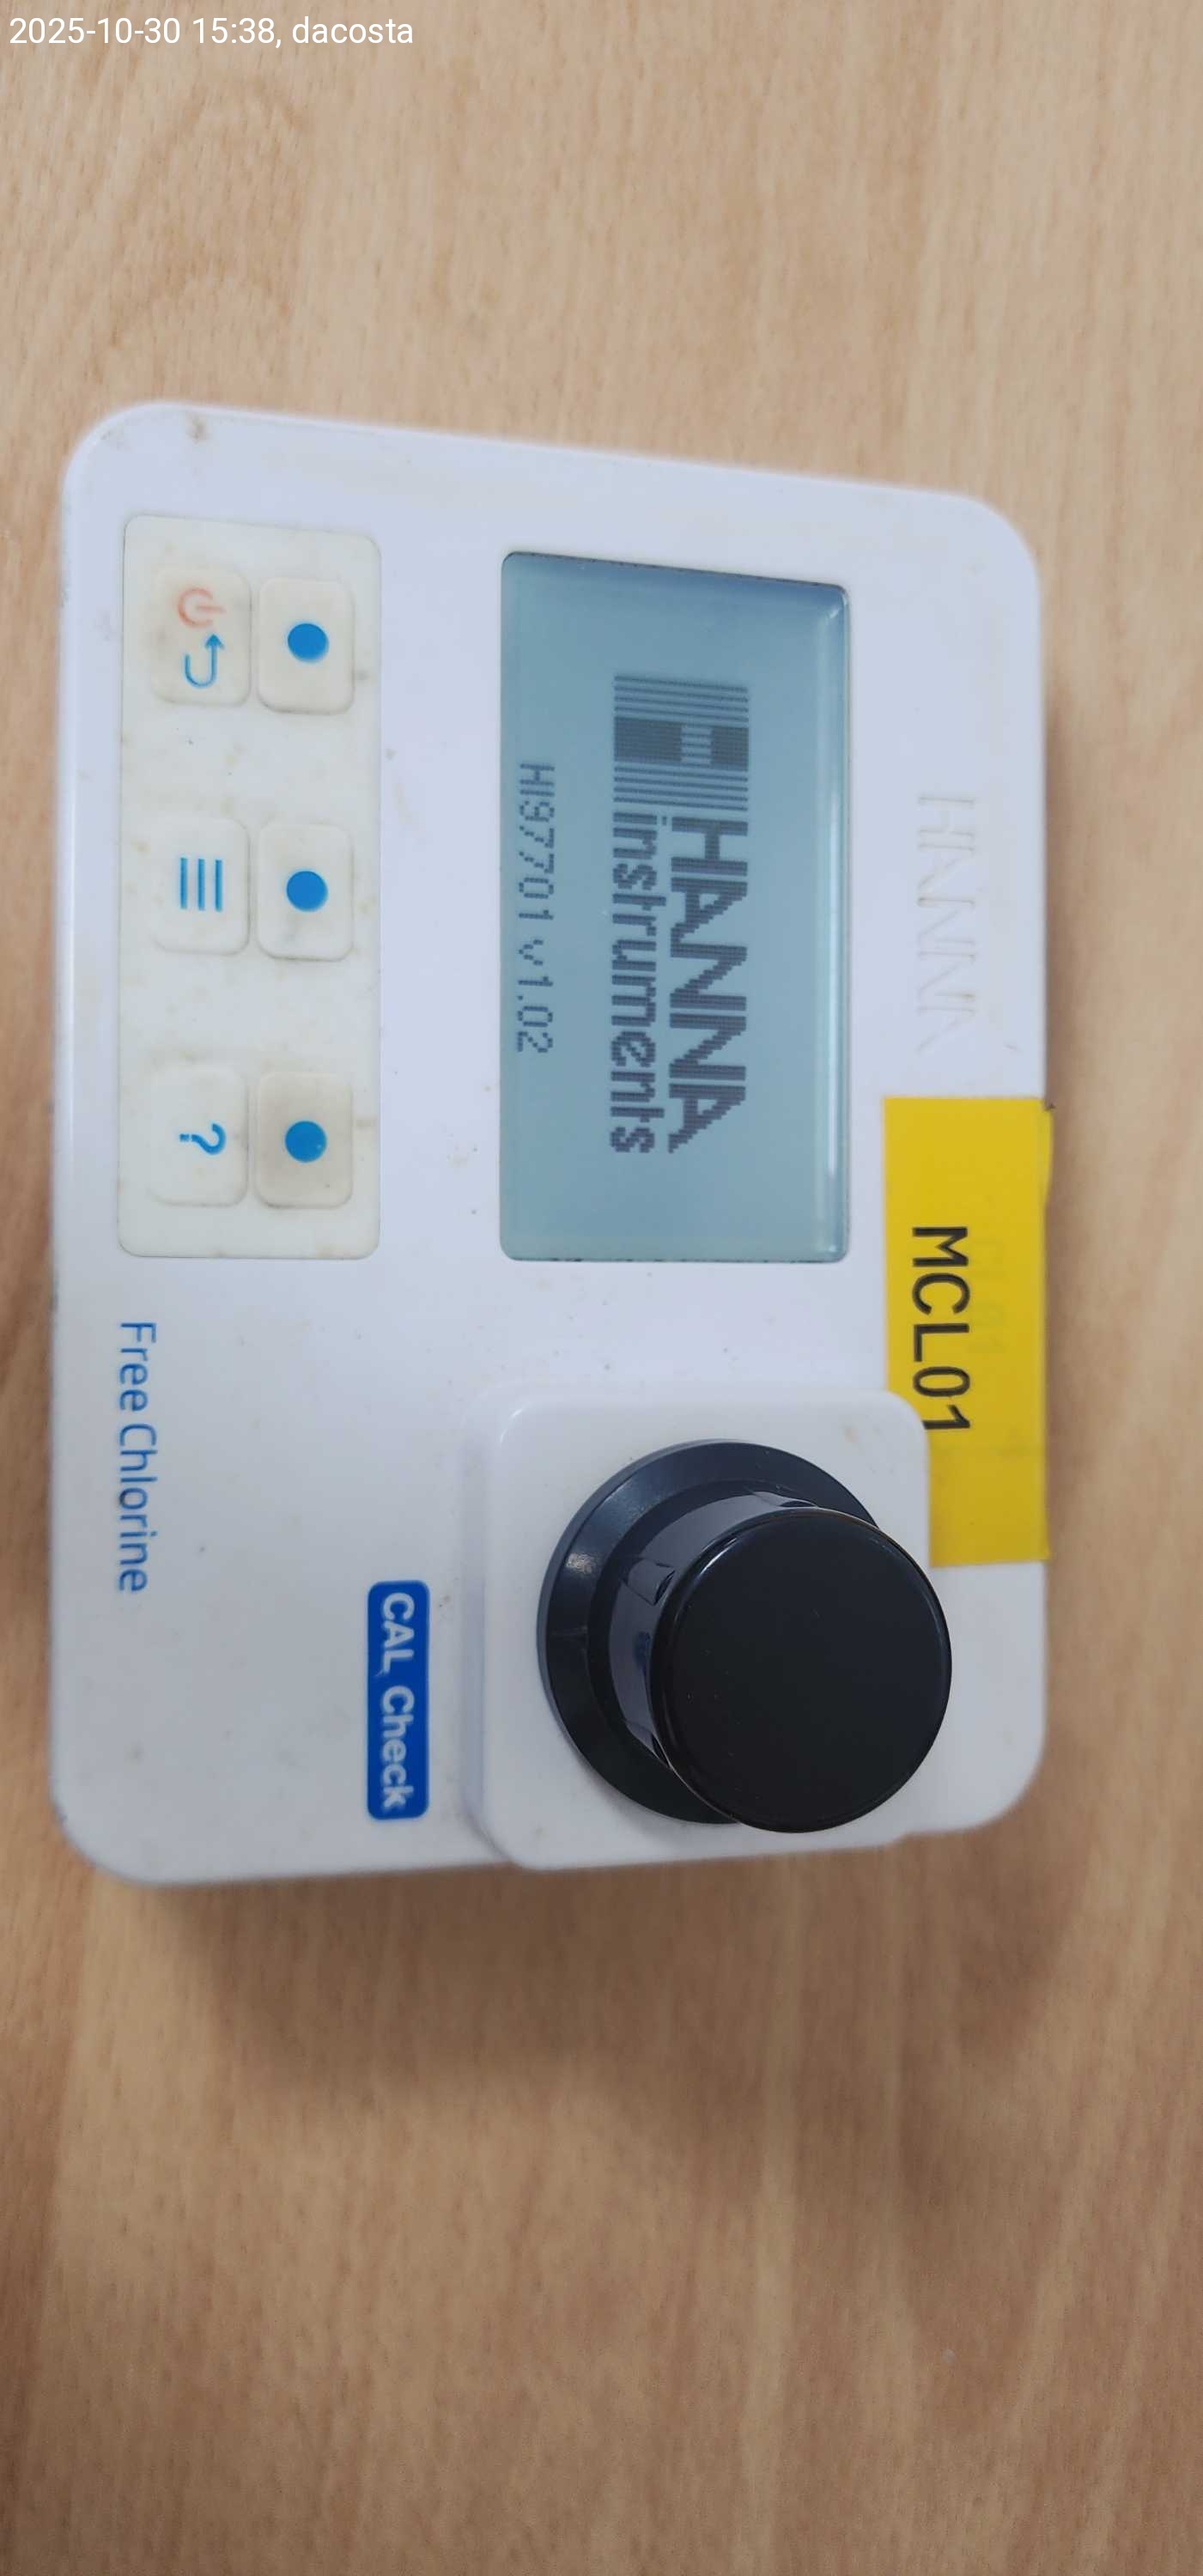 2025-10-30 15:38, dacosta
HANNA
MCL01
HANNA
instruments
HI97701 v1.02
?
CAL Check
Free Chlorine